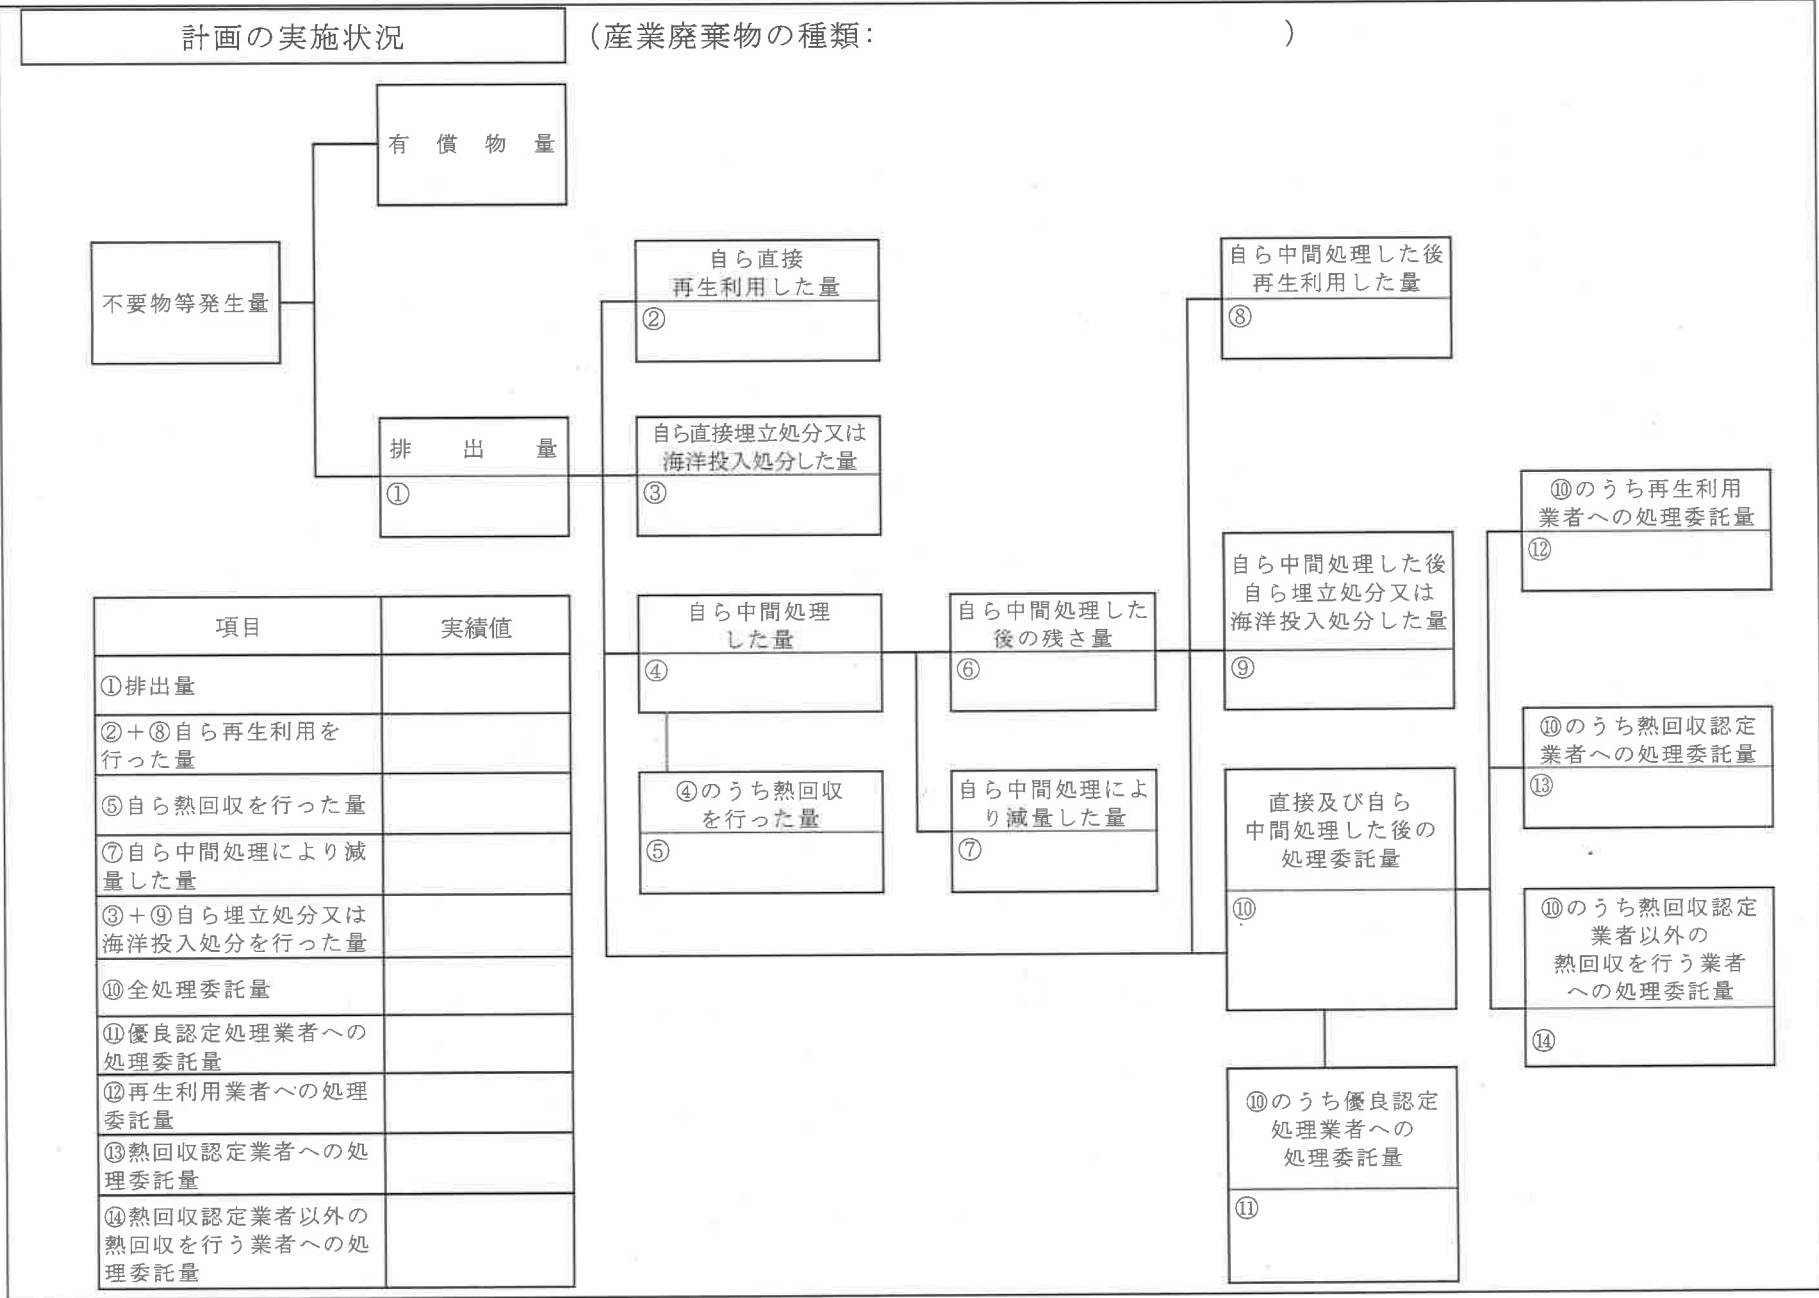 計画の実施状況
（産業廃棄物の種類：　　　　　　　　　　）
有償物量
不要物等発生量
排出量
①
自ら直接
再生利用した量
②
自ら直接埋立処分又は
海洋投入処分した量
③
自ら中間処理
した量
④
④のうち熱回収
を行った量
⑤
自ら中間処理した
後の残さ量
⑥
自ら中間処理によ
り減量した量
⑦
自ら中間処理した後
再生利用した量
⑧
自ら中間処理した後
自ら埋立処分又は
海洋投入処分した量
⑨
直接及び自ら
中間処理した後の
処理委託量
⑩
⑩のうち優良認定
処理業者への
処理委託量
⑪
⑩のうち再生利用
業者への処理委託量
⑫
⑩のうち熱回収認定
業者への処理委託量
⑬
⑩のうち熱回収認定
業者以外の
熱回収を行う業者
への処理委託量
⑭
項目
実績値
①排出量
②＋⑧自ら再生利用を
行った量
⑤自ら熱回収を行った量
⑦自ら中間処理により減
量した量
③＋⑨自ら埋立処分又は
海洋投入処分を行った量
⑩全処理委託量
⑪優良認定処理業者への
処理委託量
⑫再生利用業者への処理
委託量
⑬熱回収認定業者への処
理委託量
⑭熱回収認定業者以外の
熱回収を行う業者への処
理委託量